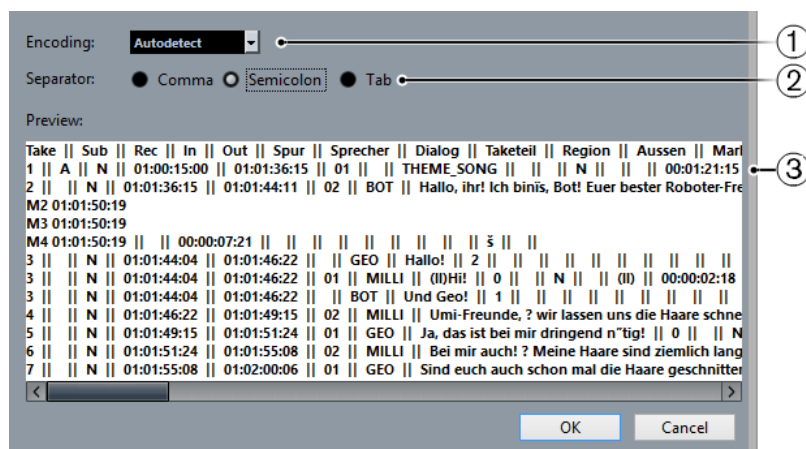 Encoding: Autodetect 1
Separator: Comma Semicolon Tab 2
Preview:
Take || Sub || Rec || In || Out || Spur || Sprecher || Dialog || Taketeil || Region || Aussen || Marl
1 || A || N || 01:00:15:00 || 01:01:36:15 || 01 || || THEME_SONG || || || N || || || 00:01:21:15 3
2 || || N || 01:01:36:15 || 01:01:44:11 || 02 || BOT || Hallo, ihr! Ich binïs, Bot! Euer bester Roboter-Fre
M2 01:01:50:19
M3 01:01:50:19
M4 01:01:50:19 || || 00:00:07:21 || || || || || || || || š || ||
3 || || N || 01:01:44:04 || 01:01:46:22 || || GEO || Hallo! || 2 || || || || || || || ||
3 || || N || 01:01:44:04 || 01:01:46:22 || 01 || MILLI || (II)Hi! || 0 || || N || || (II) || 00:00:02:18
3 || || N || 01:01:44:04 || 01:01:46:22 || || BOT || Und Geo! || 1 || || || || || || || ||
4 || || N || 01:01:46:22 || 01:01:49:15 || 02 || MILLI || Umi-Freunde, ? wir lassen uns die Haare schne
5 || || N || 01:01:49:15 || 01:01:51:24 || 01 || GEO || Ja, das ist bei mir dringend n˝tig! || 0 || || N
6 || || N || 01:01:51:24 || 01:01:55:08 || 02 || MILLI || Bei mir auch! ? Meine Haare sind ziemlich lang
7 || || N || 01:01:55:08 || 01:02:00:06 || 01 || GEO || Sind euch auch schon mal die Haare geschnitten
OK Cancel